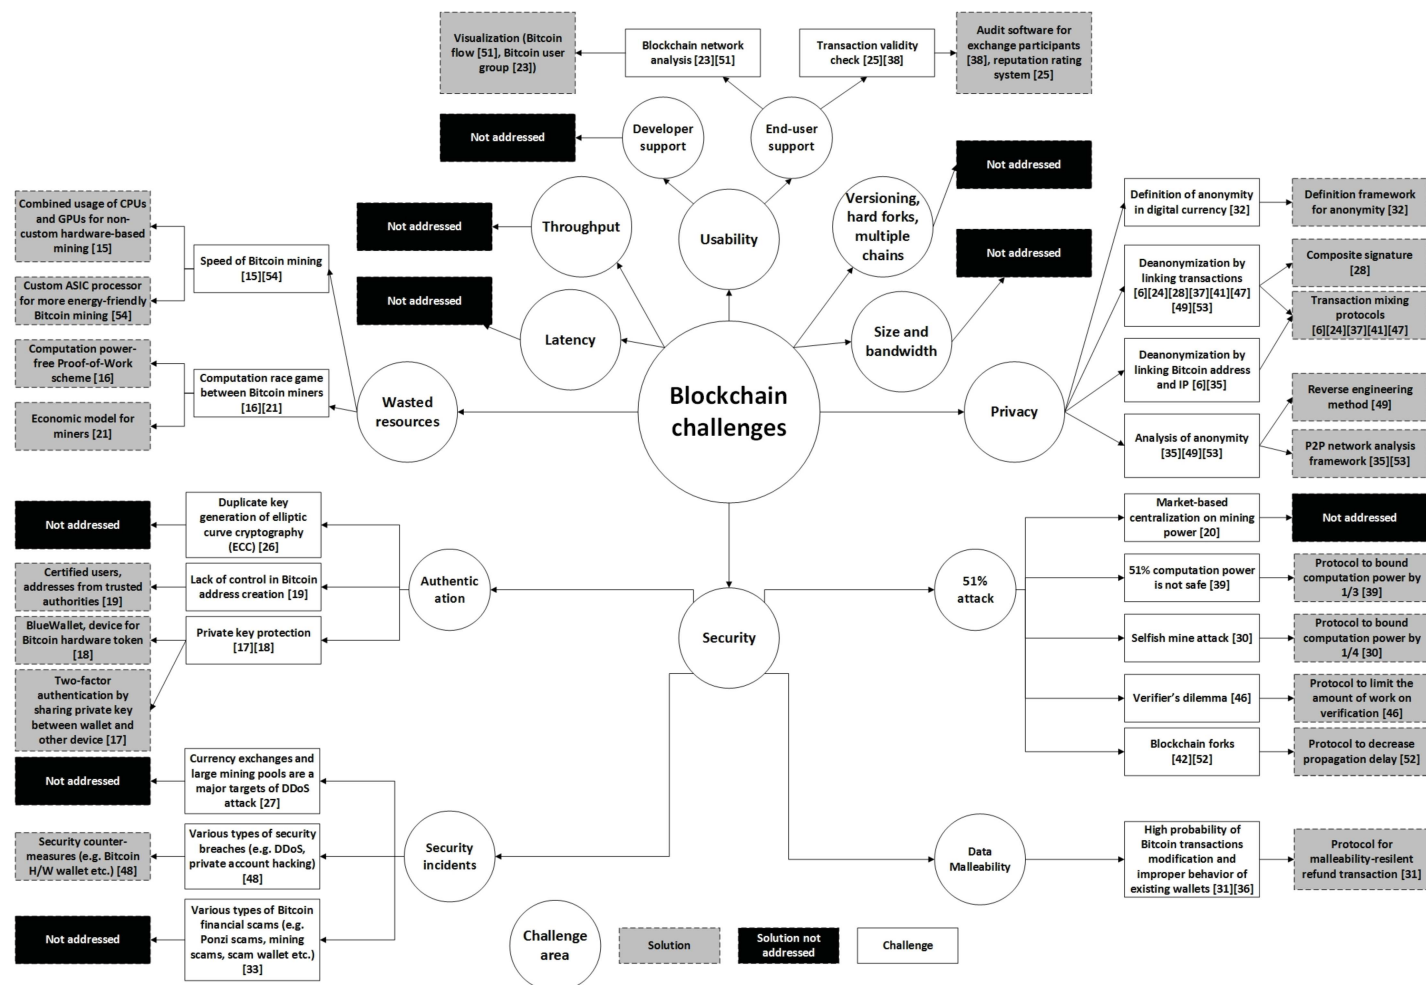 Visualization (Bitcoin
flow [51], Bitcoin user
group [23])
Blockchain network
analysis [23][51]
Transaction validity
check [25][38]
Audit software for
exchange participants
[38], reputation rating
system [25]
Not addressed
Developer
support
End-user
support
Not addressed
Combined usage of CPUs
and GPUs for non-
custom hardware-based
mining [15]
Not addressed
Throughput
Usability
Versioning,
hard forks,
multiple
chains
Not addressed
Definition of anonymity
in digital currency [32]
Definition framework
for anonymity [32]
Speed of Bitcoin mining
[15][54]
Custom ASIC processor
for more energy-friendly
Bitcoin mining [54]
Not addressed
Latency
Size and
bandwidth
Deanonymization by
linking transactions
[6][24][28][37][41][47]
[49][53]
Composite signature
[28]
Transaction mixing
protocols
[6][24][37][41][47]
Computation power-
free Proof-of-Work
scheme [16]
Computation race game
between Bitcoin miners
[16][21]
Economic model for
miners [21]
Wasted
resources
Blockchain
challenges
Privacy
Deanonymization by
linking Bitcoin address
and IP [6][35]
Analysis of anonymity
[35][49][53]
Reverse engineering
method [49]
P2P network analysis
framework [35][53]
Not addressed
Duplicate key
generation of elliptic
curve cryptography
(ECC) [26]
Market-based
centralization on mining
power [20]
Not addressed
Certified users,
addresses from trusted
authorities [19]
Lack of control in Bitcoin
address creation [19]
Authentic
ation
51%
attack
51% computation power
is not safe [39]
Protocol to bound
computation power by
1/3 [39]
BlueWallet, device for
Bitcoin hardware token
[18]
Private key protection
[17][18]
Security
Selfish mine attack [30]
Protocol to bound
computation power by
1/4 [30]
Two-factor
authentication by
sharing private key
between wallet and
other device [17]
Verifier’s dilemma [46]
Protocol to limit the
amount of work on
verification [46]
Blockchain forks
[42][52]
Protocol to decrease
propagation delay [52]
Not addressed
Currency exchanges and
large mining pools are a
major targets of DDoS
attack [27]
Security counter-
measures (e.g. Bitcoin
H/W wallet etc.) [48]
Various types of security
breaches (e.g. DDoS,
private account hacking)
[48]
Security
incidents
Data
Malleability
High probability of
Bitcoin transactions
modification and
improper behavior of
existing wallets [31][36]
Protocol for
malleability-resilent
refund transaction [31]
Not addressed
Various types of Bitcoin
financial scams (e.g.
Ponzi scams, mining
scams, scam wallet etc.)
[33]
Challenge
area
Solution
Solution not
addressed
Challenge